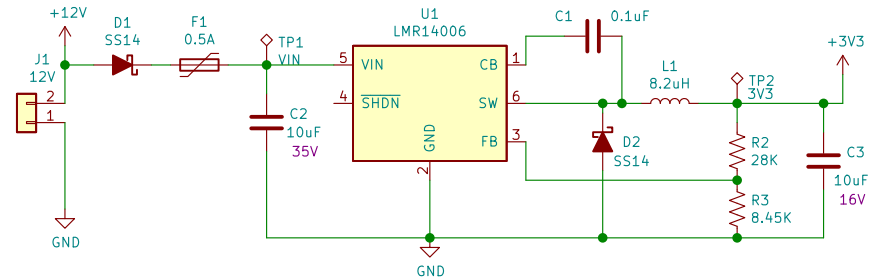 +12V
J1
12V
2
1
GND
D1
SS14
F1
0.5A
TP1
VIN
C2
10uF
35V
U1
LMR14006
5
VIN
4
SHDN
GND
2
CB
1
SW
6
FB
3
GND
C1
0.1uF
D2
SS14
L1
8.2uH
TP2
3V3
R2
28K
R3
8.45K
+3V3
C3
10uF
16V